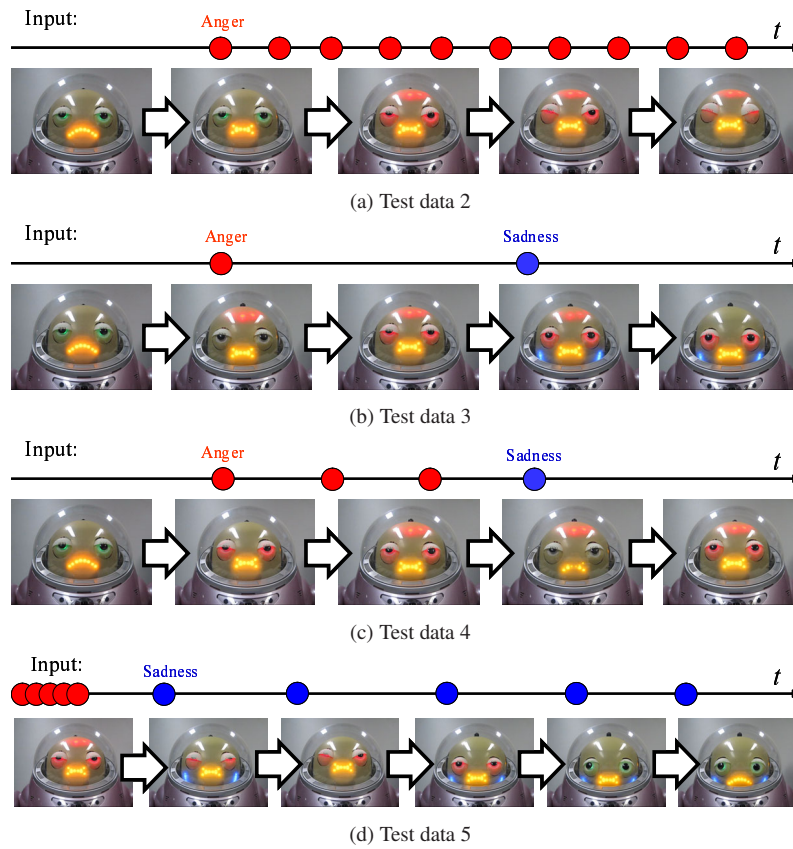 Input:
Anger
t
(a) Test data 2
Input:
Anger
Sadness
t
(b) Test data 3
Input:
Anger
Sadness
t
(c) Test data 4
Input:
Sadness
t
(d) Test data 5